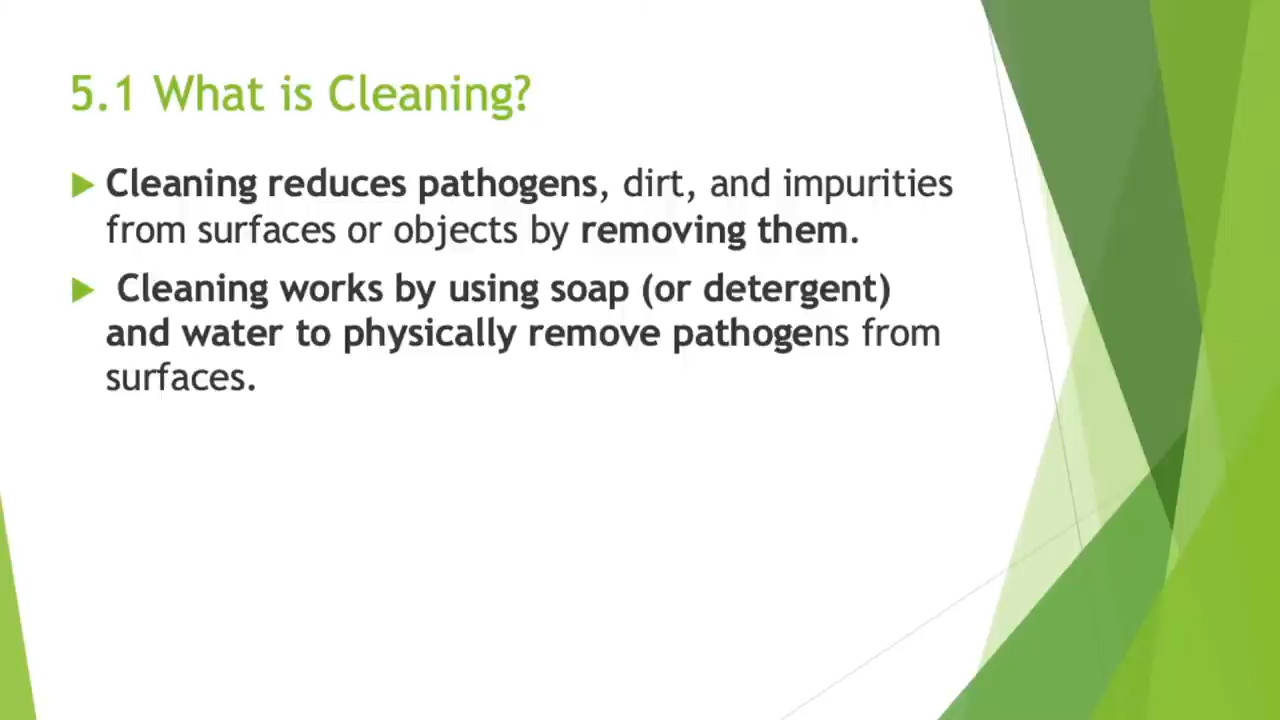 5.1 What is Cleaning?
Cleaning reduces pathogens, dirt, and impurities
from surfaces or objects by removing them.
Cleaning works by using soap (or detergent)
and water to physically remove pathogens from
surfaces.